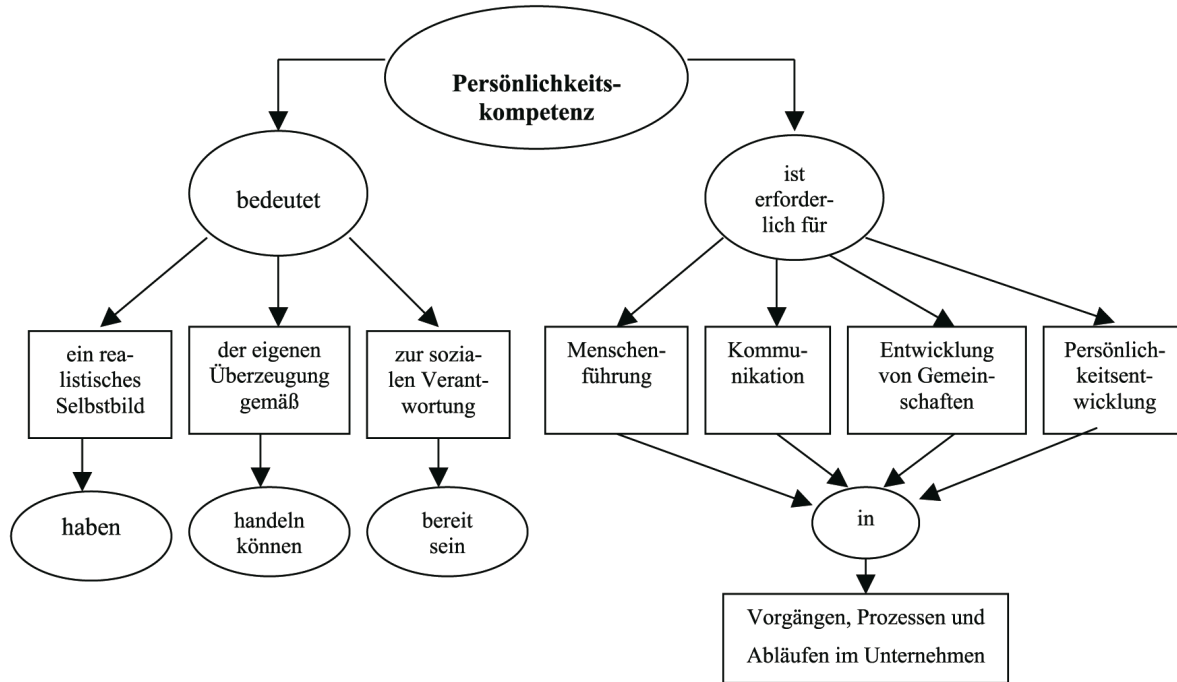 Persönlichkeits-
kompetenz
bedeutet
ist
erforder-
lich für
ein rea-
listisches
Selbstbild
der eigenen
Überzeugung
gemäß
zur sozia-
len Verant-
wortung
Menschen-
führung
Kommu-
nikation
Entwicklung
von Gemein-
schaften
Persönlich-
keitsent-
wicklung
haben
handeln
können
bereit
sein
in
Vorgängen, Prozessen und
Abläufen im Unternehmen